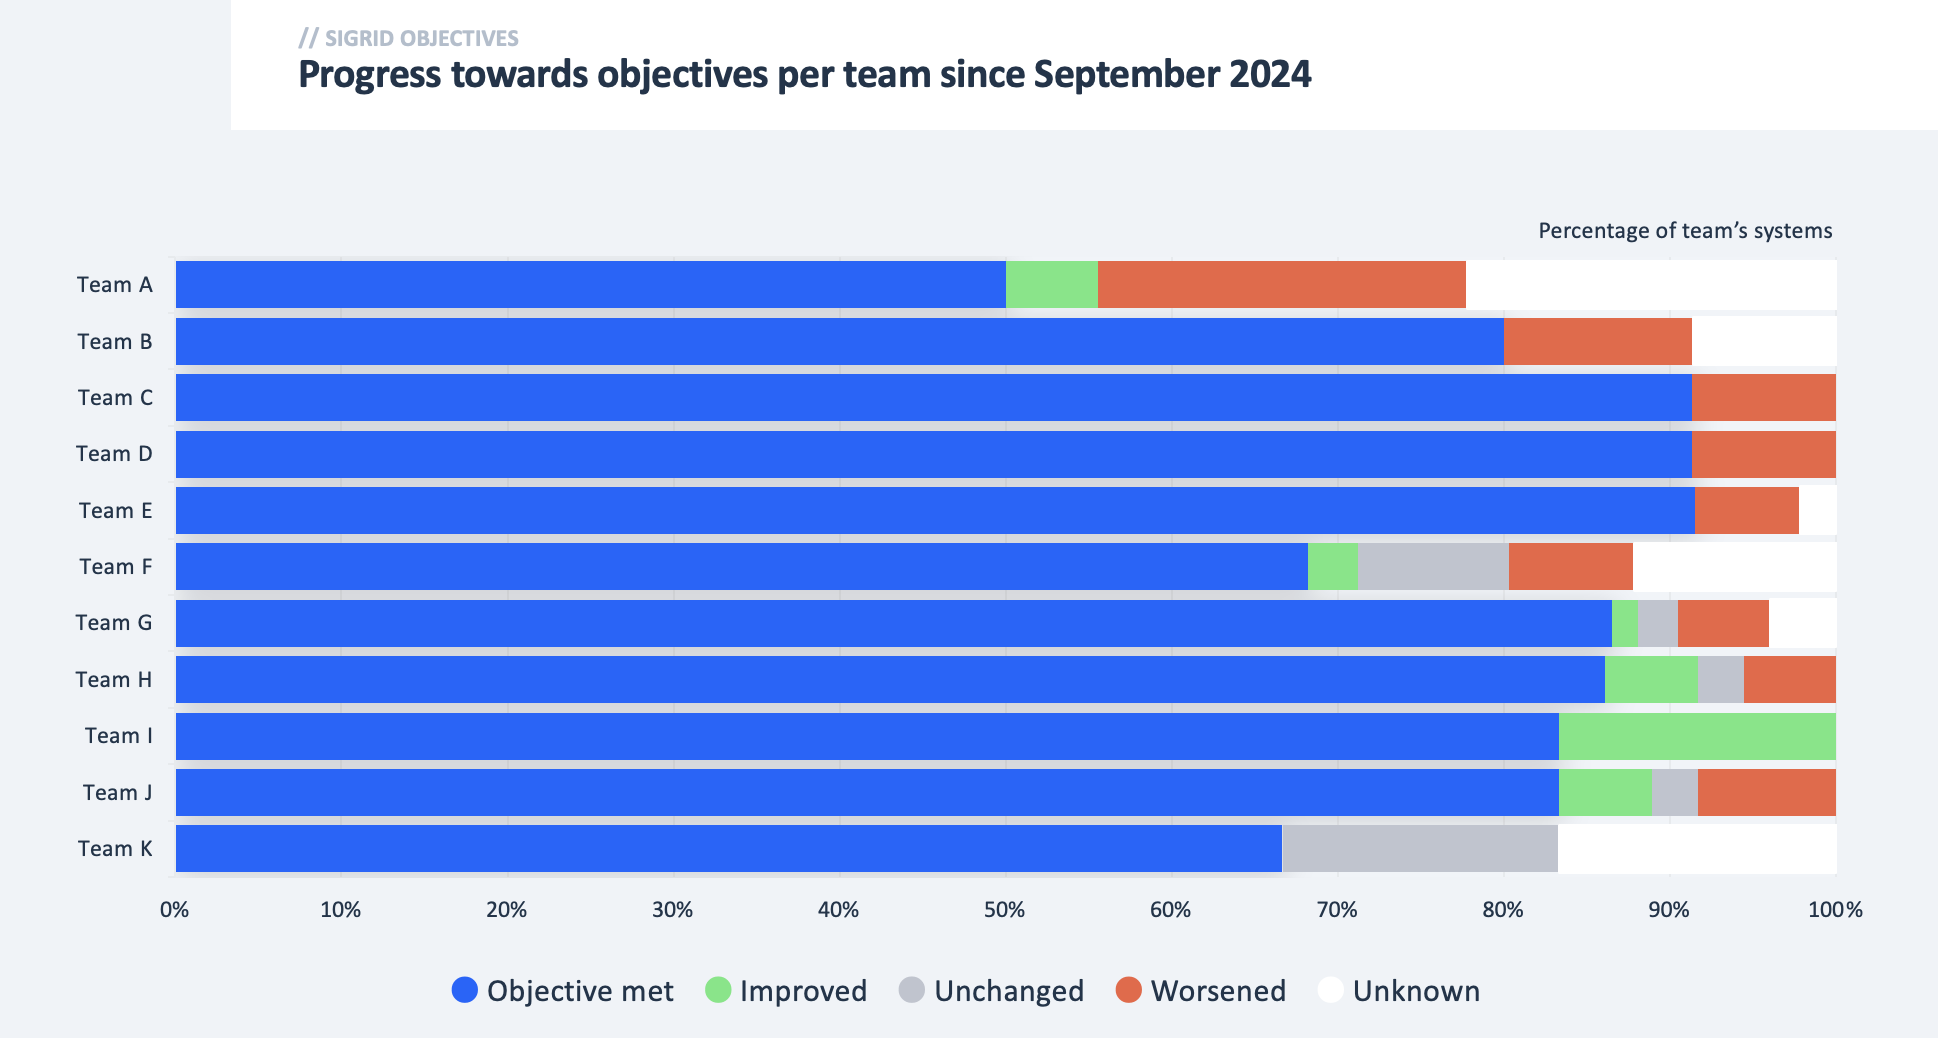 // SIGRID OBJECTIVES
Progress towards objectives per team since September 2024
Percentage of team’s systems
Team A
Team B
Team C
Team D
Team E
Team F
Team G
Team H
Team I
Team J
Team K
0% 10% 20% 30% 40% 50% 60% 70% 80% 90% 100%
Objective met Improved Unchanged Worsened Unknown